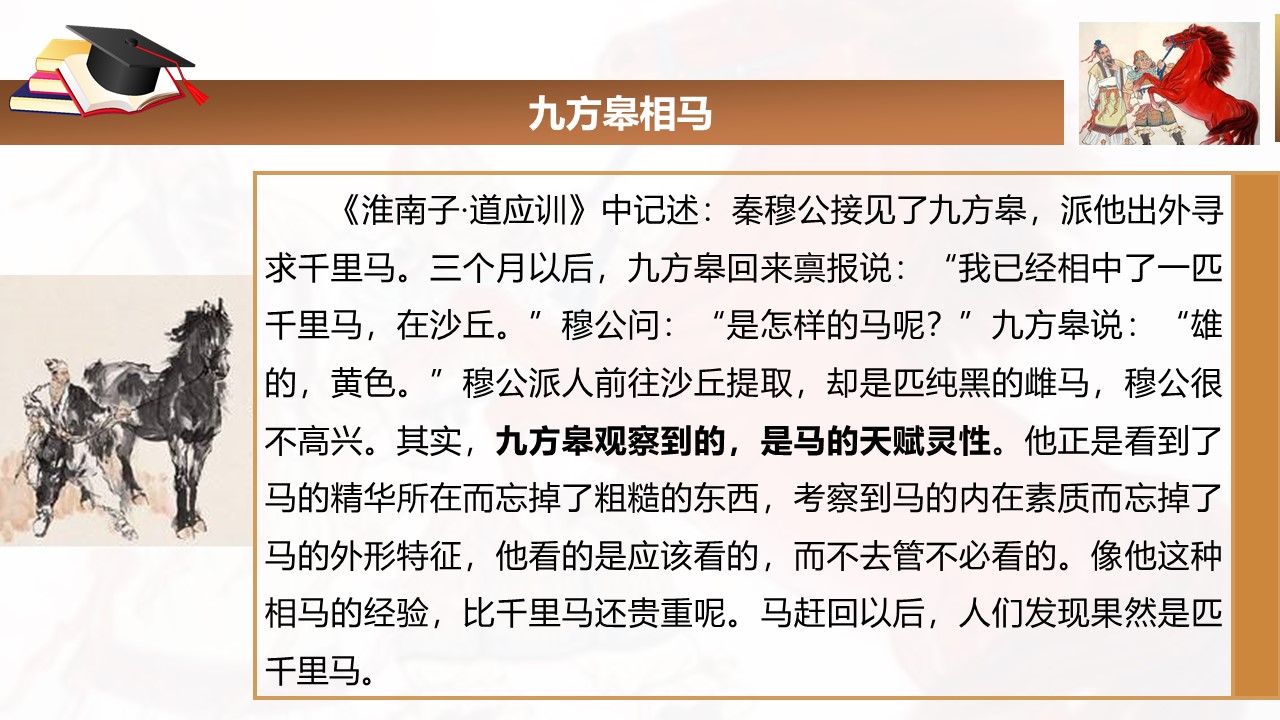 九方皋相马
《淮南子·道应训》中记述：秦穆公接见了九方皋，派他出外寻
求千里马。三个月以后，九方皋回来禀报说：“我已经相中了一匹
千里马，在沙丘。”穆公问：“是怎样的马呢？”九方皋说：“雄
的，黄色。”穆公派人前往沙丘提取，却是匹纯黑的雌马，穆公很
不高兴。其实，九方皋观察到的，是马的天赋灵性。他正是看到了
马的精华所在而忘掉了粗糙的东西，考察到马的内在素质而忘掉了
马的外形特征，他看的是应该看的，而不去管不必看的。像他这种
相马的经验，比千里马还贵重呢。马赶回以后，人们发现果然是匹
千里马。